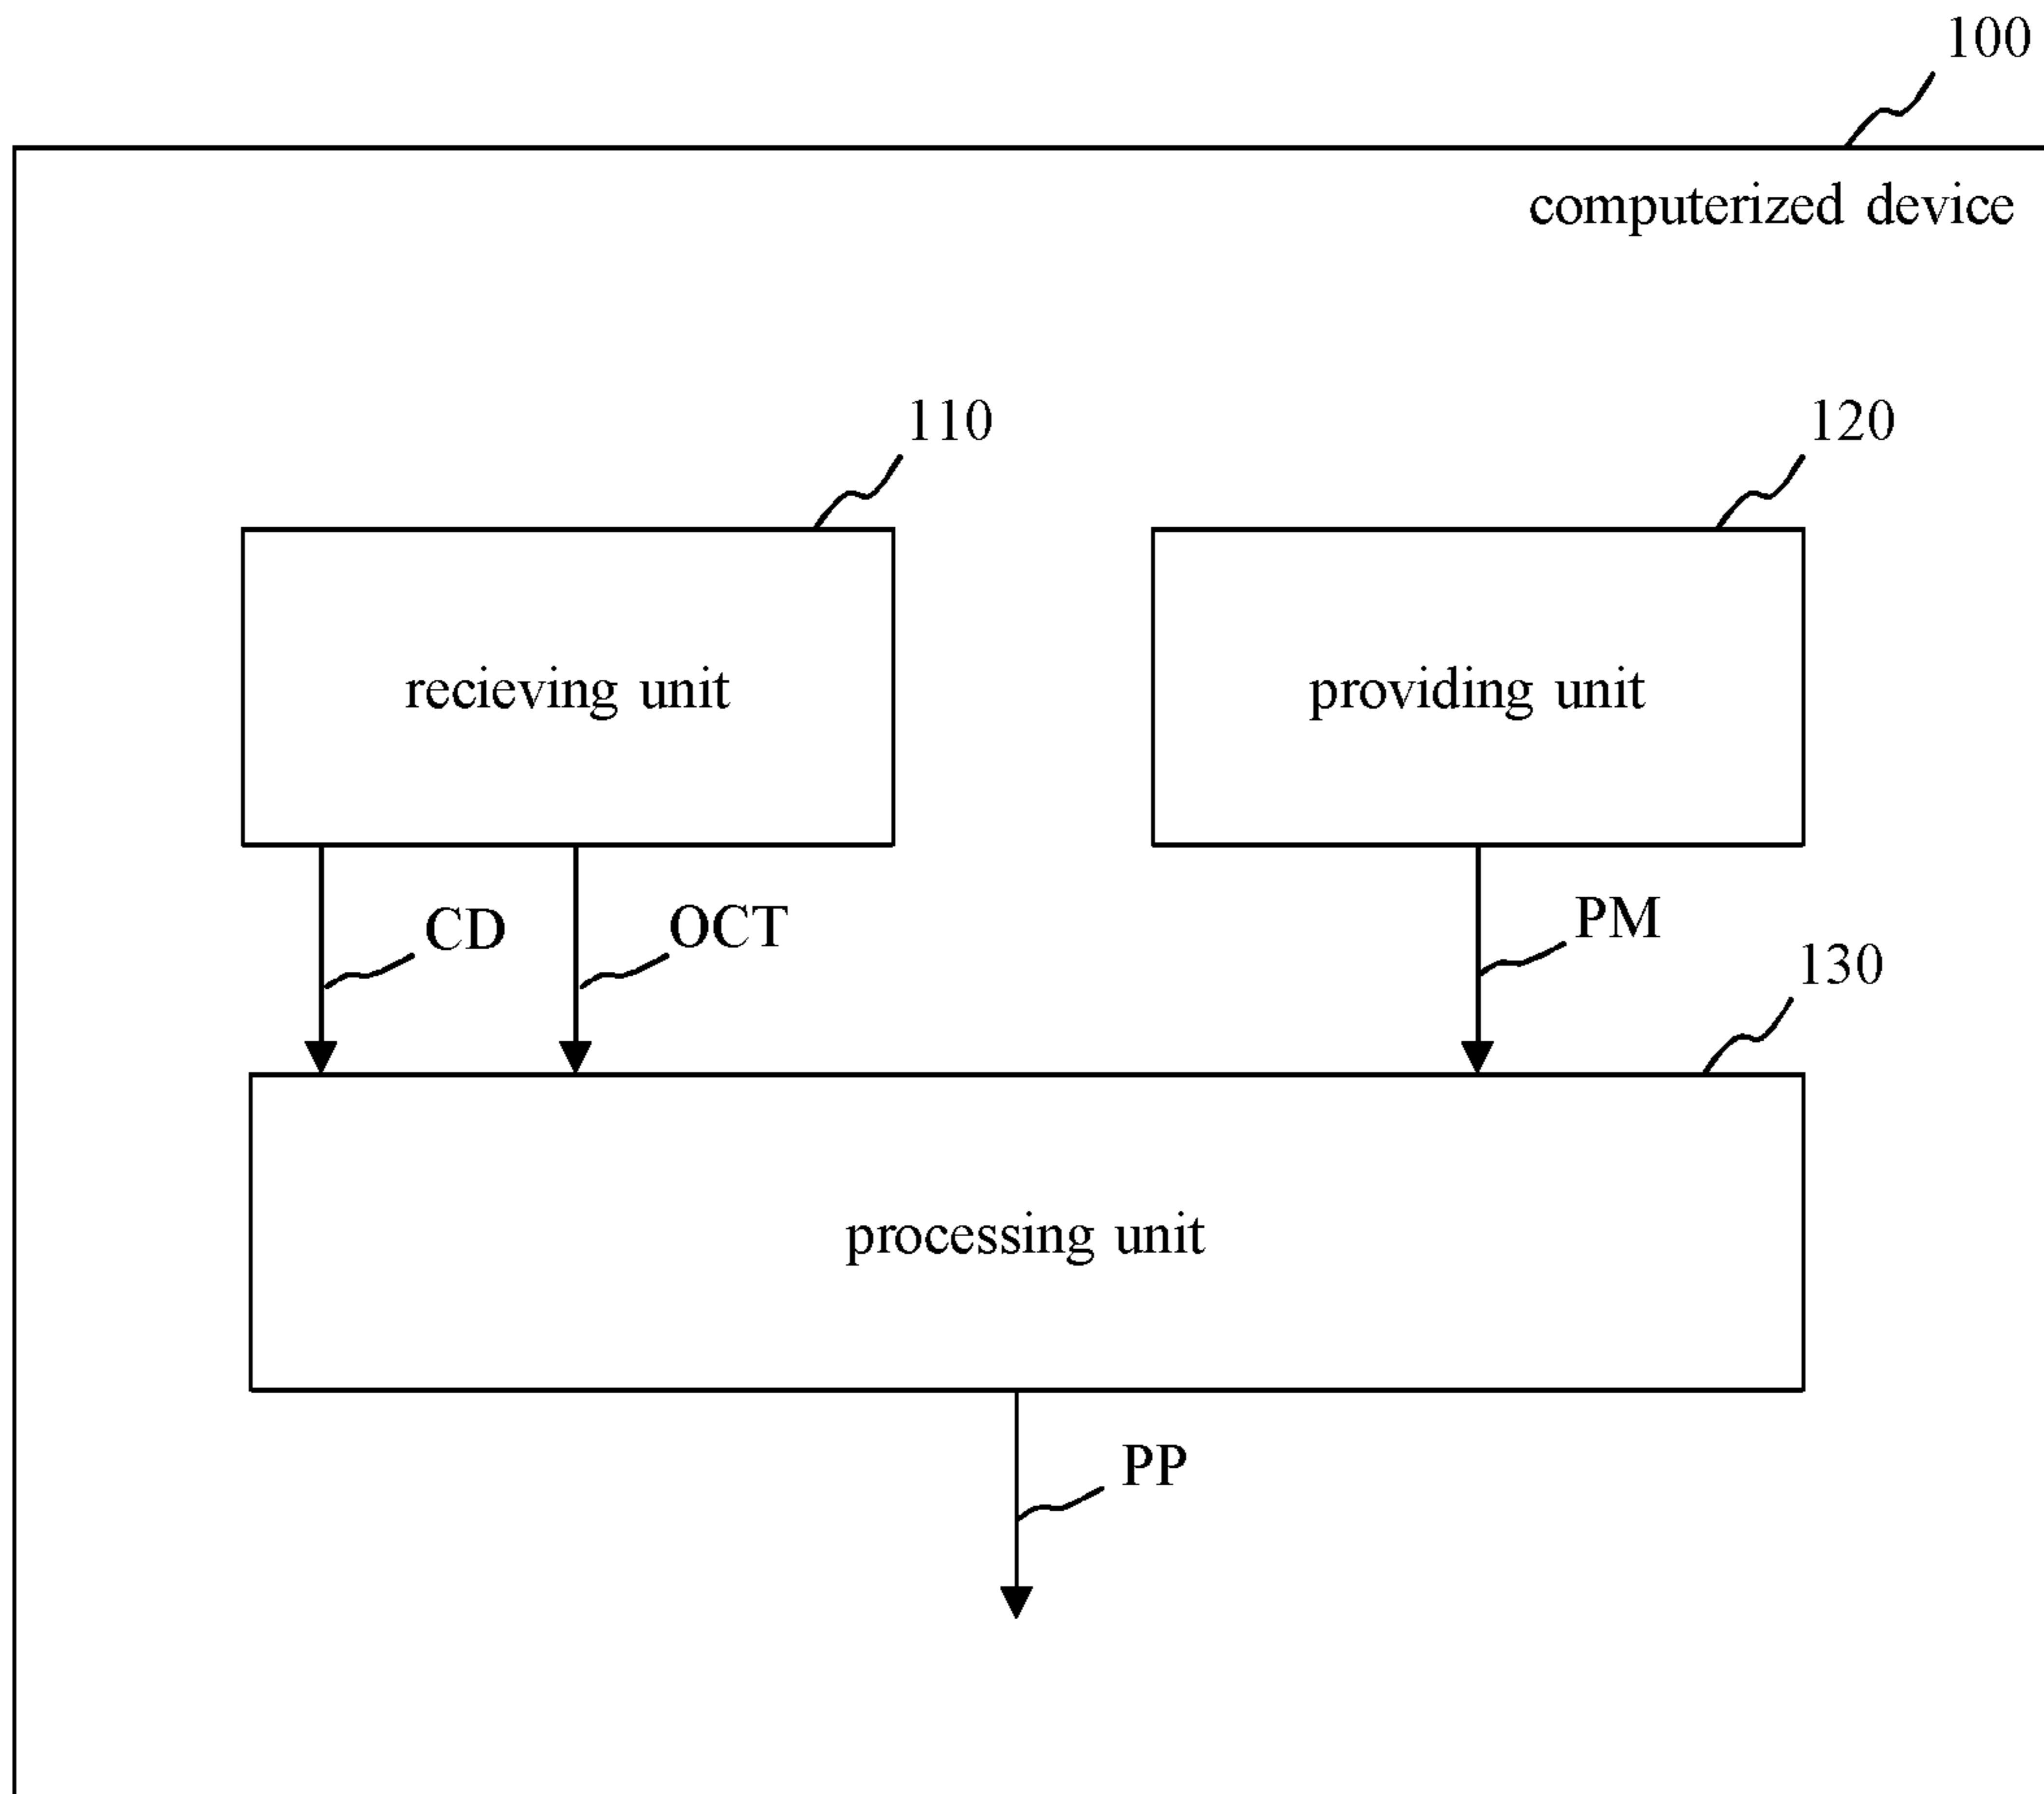 100
computerized device
110
120
recieving unit
providing unit
CD
OCT
PM
130
processing unit
PP